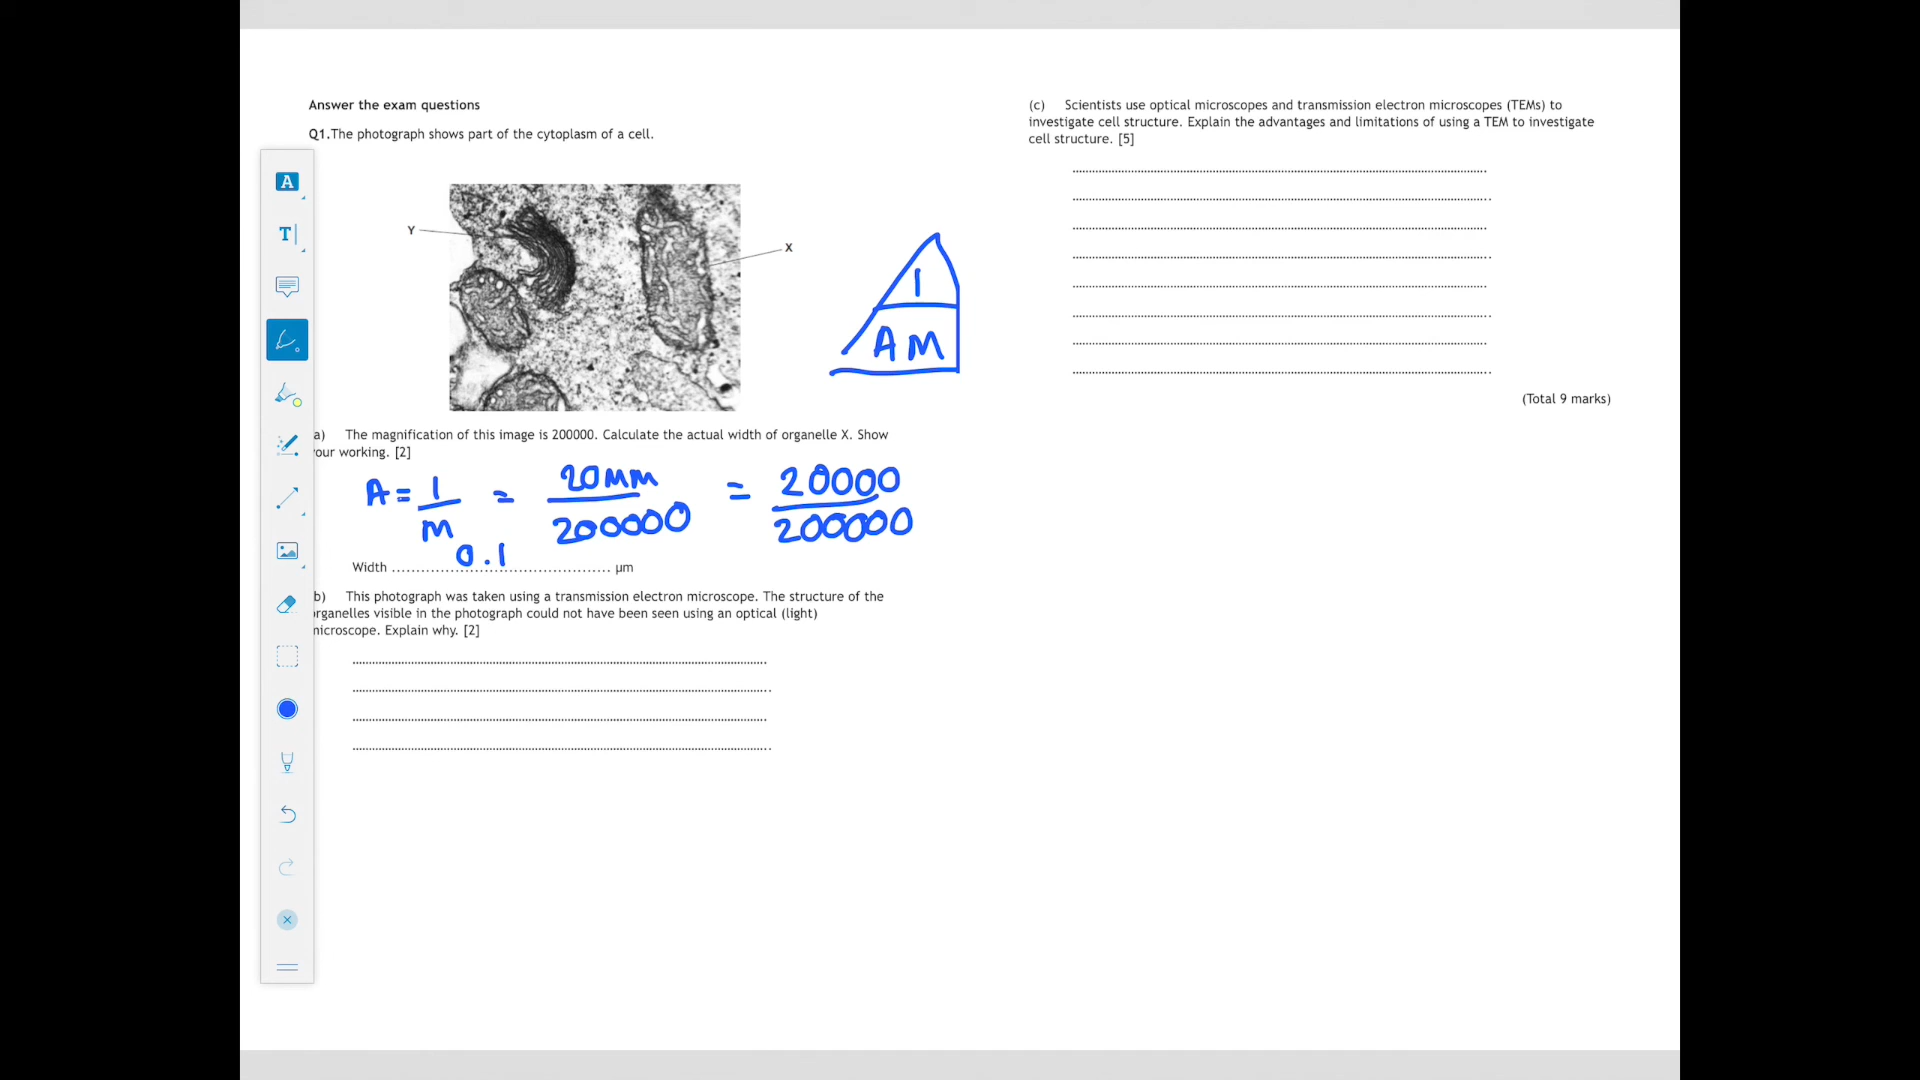 Answer the exam questions
Q1.The photograph shows part of the cytoplasm of a cell.
Y
X
I
A M
a) The magnification of this image is 200000. Calculate the actual width of organelle X. Show
our working. [2]
A = I/m = 20mm/200000 = 20000/200000
0.1
Width ............................................ µm
b) This photograph was taken using a transmission electron microscope. The structure of the
organelles visible in the photograph could not have been seen using an optical (light)
microscope. Explain why. [2]
(c) Scientists use optical microscopes and transmission electron microscopes (TEMs) to
investigate cell structure. Explain the advantages and limitations of using a TEM to investigate
cell structure. [5]
(Total 9 marks)
A
T